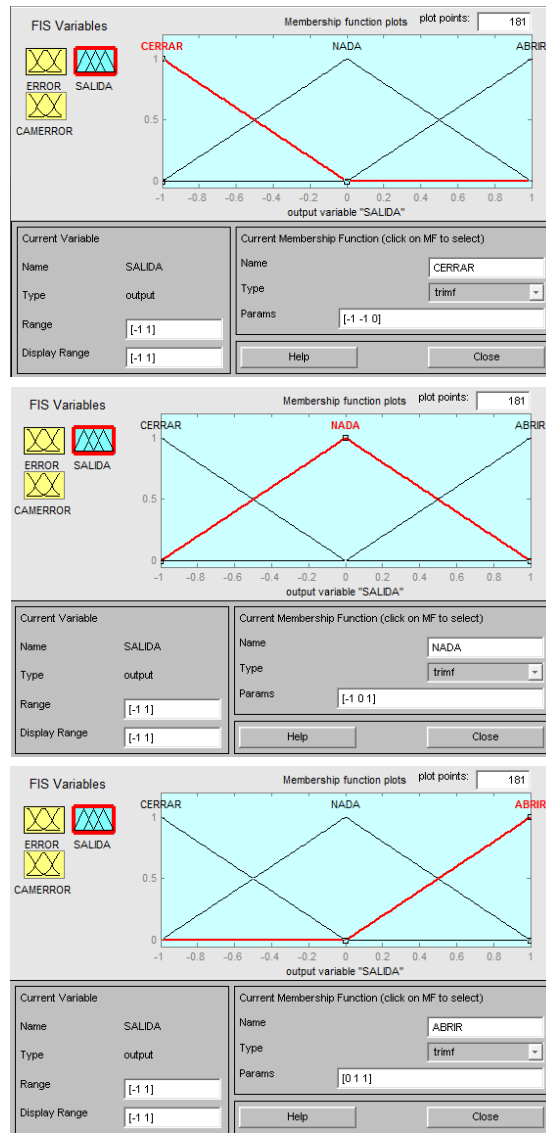 FIS Variables
Membership function plots plot points: 181
CERRAR NADA ABRIR
ERROR SALIDA
CAMERROR
1
0.5
0
-1 -0.8 -0.6 -0.4 -0.2 0 0.2 0.4 0.6 0.8 1
output variable "SALIDA"
Current Variable
Name SALIDA
Type output
Range [-1 1]
Display Range [-1 1]
Current Membership Function (click on MF to select)
Name CERRAR
Type trimf
Params [-1 -1 0]
Help Close
FIS Variables
Membership function plots plot points: 181
CERRAR NADA ABRIR
ERROR SALIDA
CAMERROR
1
0.5
0
-1 -0.8 -0.6 -0.4 -0.2 0 0.2 0.4 0.6 0.8 1
output variable "SALIDA"
Current Variable
Name SALIDA
Type output
Range [-1 1]
Display Range [-1 1]
Current Membership Function (click on MF to select)
Name NADA
Type trimf
Params [-1 0 1]
Help Close
FIS Variables
Membership function plots plot points: 181
CERRAR NADA ABRIR
ERROR SALIDA
CAMERROR
1
0.5
0
-1 -0.8 -0.6 -0.4 -0.2 0 0.2 0.4 0.6 0.8 1
output variable "SALIDA"
Current Variable
Name SALIDA
Type output
Range [-1 1]
Display Range [-1 1]
Current Membership Function (click on MF to select)
Name ABRIR
Type trimf
Params [0 1 1]
Help Close